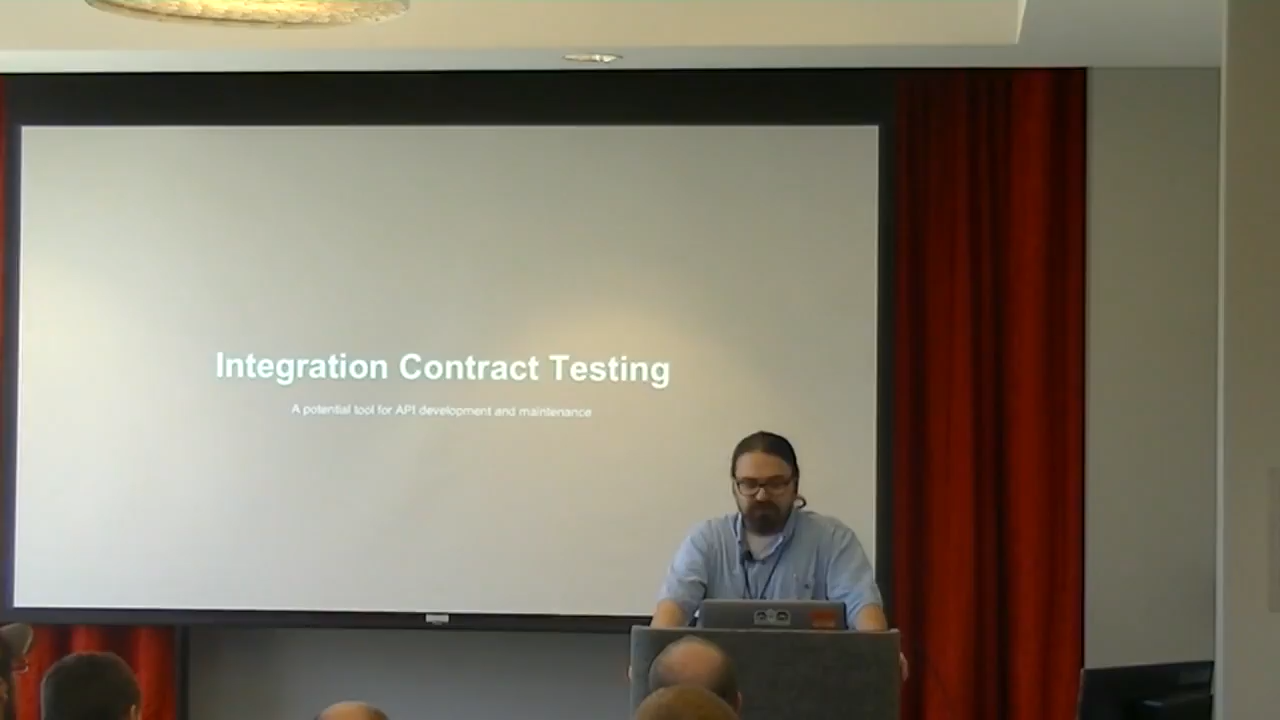 Integration Contract Testing
A potential tool for API development and maintenance